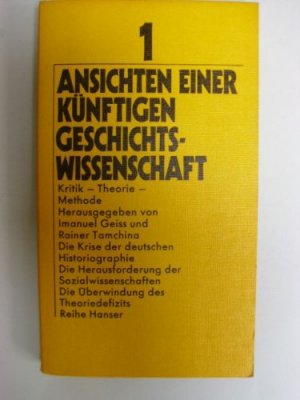 1
ANSICHTEN EINER
KÜNFTIGEN
GESCHICHTS-
WISSENSCHAFT
Kritik – Theorie –
Methode
Herausgegeben von
Imanuel Geiss und
Rainer Tamchina
Die Krise der deutschen
Historiographie
Die Herausforderung der
Sozialwissenschaften
Die Überwindung des
Theoriedefizits
Reihe Hanser